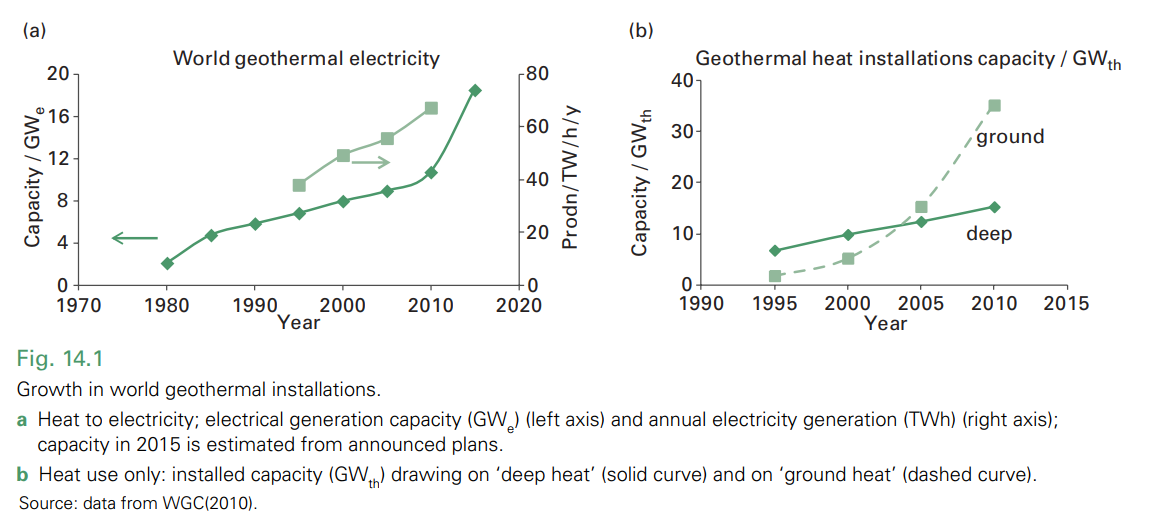 (a)
World geothermal electricity
Capacity / GWe
20
16
12
8
4
0
80
60
40
20
0
Prodn/TW/h/y
1970 1980 1990 2000 2010 2020
Year
(b)
Geothermal heat installations capacity / GWth
Capacity / GWth
40
30
20
10
0
ground
deep
1990 1995 2000 2005 2010 2015
Year
Fig. 14.1
Growth in world geothermal installations.
a Heat to electricity; electrical generation capacity (GWe) (left axis) and annual electricity generation (TWh) (right axis);
capacity in 2015 is estimated from announced plans.
b Heat use only: installed capacity (GWth) drawing on ‘deep heat’ (solid curve) and on ‘ground heat’ (dashed curve).
Source: data from WGC(2010).